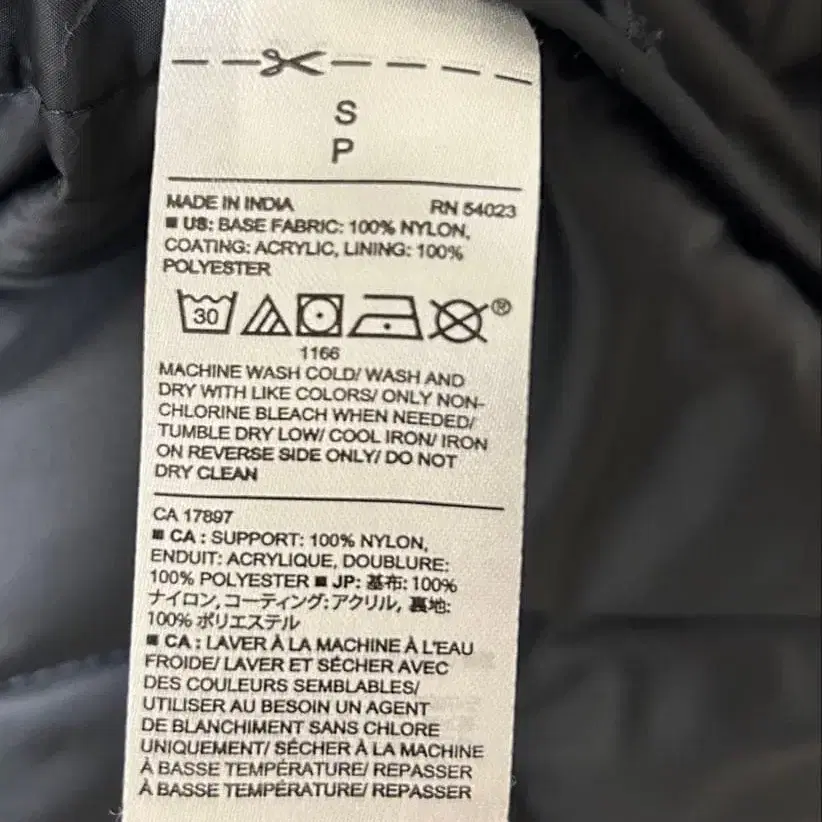 S
P
MADE IN INDIA RN 54023
■ US: BASE FABRIC: 100% NYLON,
COATING: ACRYLIC, LINING: 100%
POLYESTER
30
®
1166
MACHINE WASH COLD/ WASH AND
DRY WITH LIKE COLORS/ ONLY NON-
CHLORINE BLEACH WHEN NEEDED/
TUMBLE DRY LOW/ COOL IRON/ IRON
ON REVERSE SIDE ONLY/ DO NOT
DRY CLEAN
CA 17897
■ CA : SUPPORT: 100% NYLON,
ENDUIT: ACRYLIQUE, DOUBLURE:
100% POLYESTER ■ JP: 基布: 100%
ナイロン, コーティング: アクリル, 裏地:
100% ポリエステル
■ CA : LAVER À LA MACHINE À L'EAU
FROIDE/ LAVER ET SÉCHER AVEC
DES COULEURS SEMBLABLES/
UTILISER AU BESOIN UN AGENT
DE BLANCHIMENT SANS CHLORE
UNIQUEMENT/ SÉCHER À LA MACHINE
À BASSE TEMPÉRATURE/ REPASSER
À BASSE TEMPÉRATURE/ REPASSER